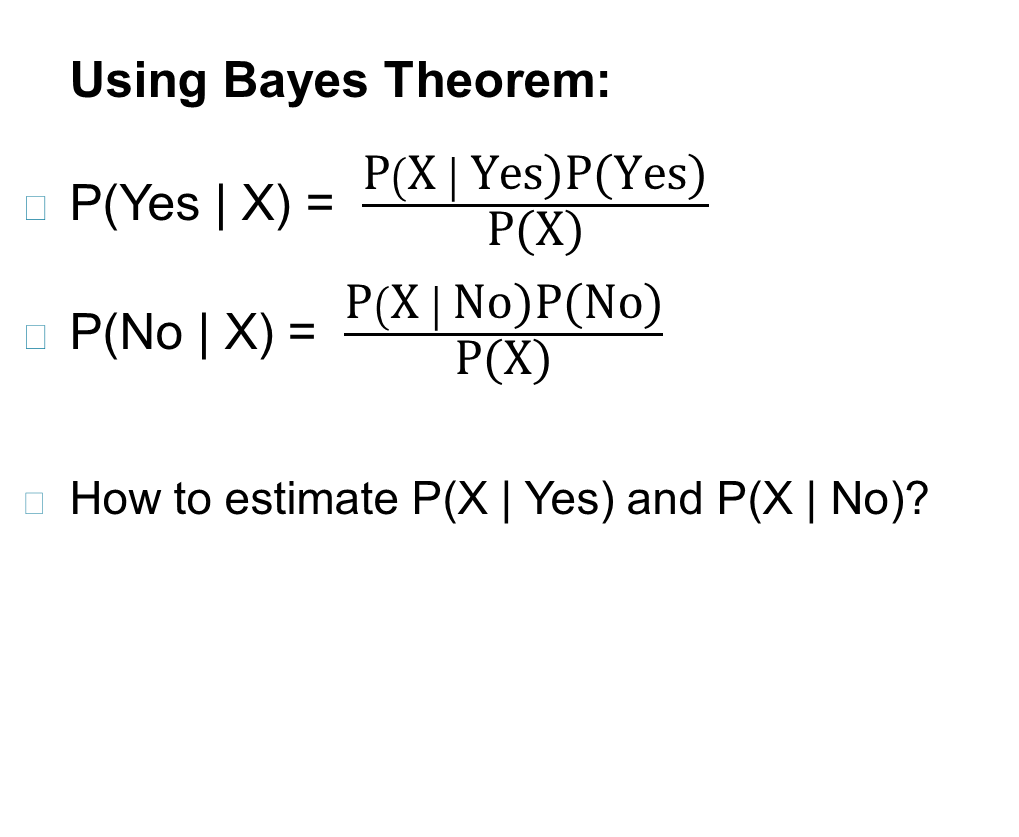 Using Bayes Theorem:
P(Yes | X) = P(X | Yes)P(Yes) / P(X)
P(No | X) = P(X | No)P(No) / P(X)
How to estimate P(X | Yes) and P(X | No)?